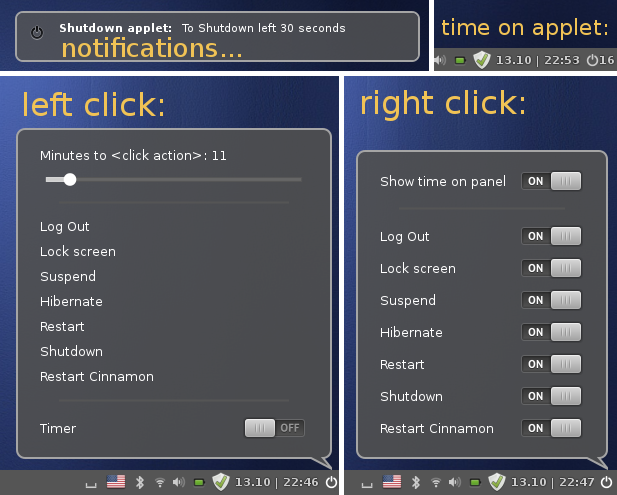 Shutdown applet: To Shutdown left 30 seconds
notifications...
time on applet:
13.10 | 22:53 16
left click:
Minutes to <click action>: 11
Log Out
Lock screen
Suspend
Hibernate
Restart
Shutdown
Restart Cinnamon
Timer OFF
13.10 | 22:46
right click:
Show time on panel ON
Log Out ON
Lock screen ON
Suspend ON
Hibernate ON
Restart ON
Shutdown ON
Restart Cinnamon ON
13.10 | 22:47